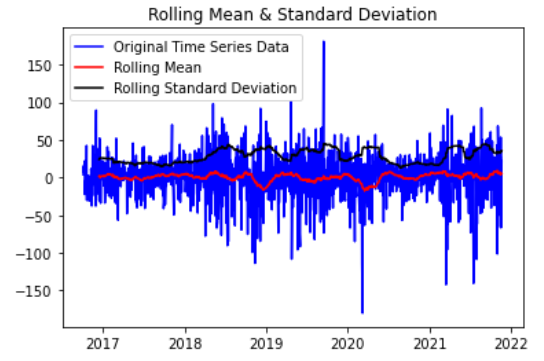 Rolling Mean & Standard Deviation
Original Time Series Data
Rolling Mean
Rolling Standard Deviation
150
100
50
0
−50
−100
−150
2017 2018 2019 2020 2021 2022